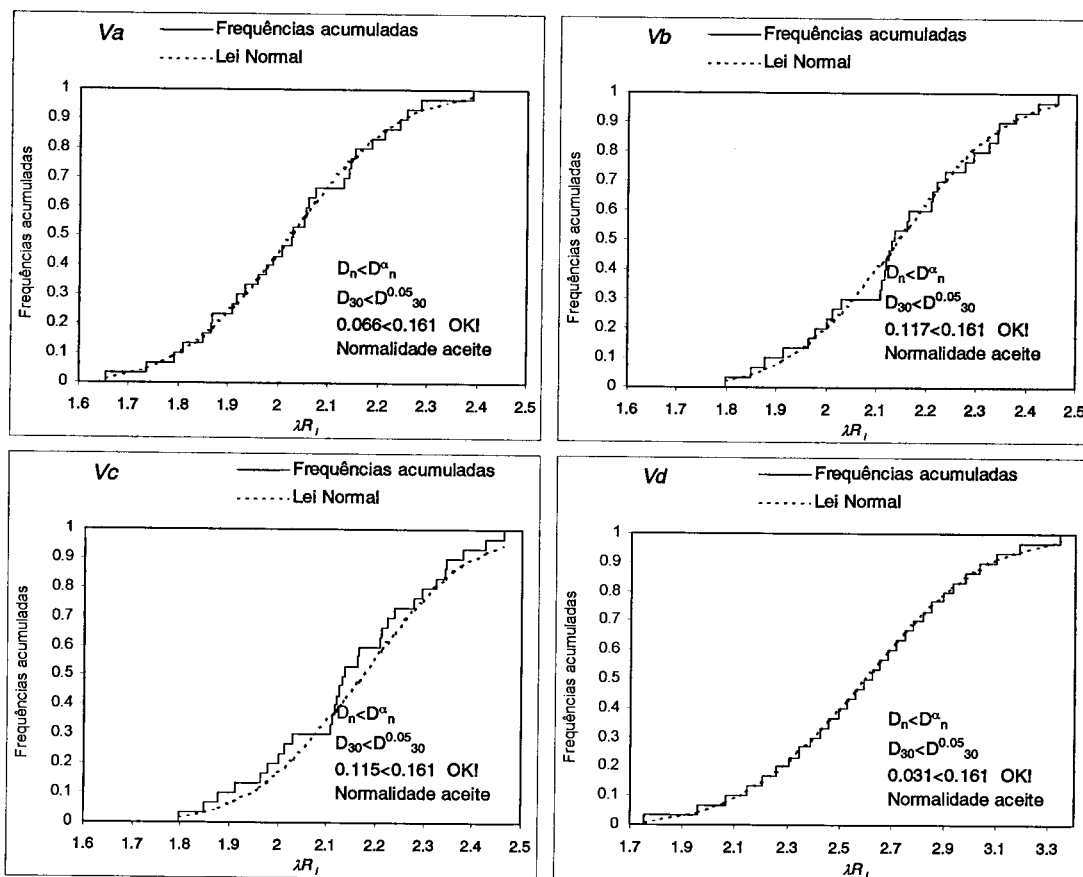 Va
Frequências acumuladas
Lei Normal
Frequências acumuladas
1
0.9
0.8
0.7
0.6
0.5
0.4
0.3
0.2
0.1
0
Dₙ<Dᵅₙ
D₃₀<D⁰·⁰⁵₃₀
0.066<0.161 OK!
Normalidade aceite
1.6 1.7 1.8 1.9 2 2.1 2.2 2.3 2.4 2.5
λR_I
Vb
Frequências acumuladas
Lei Normal
Frequências acumuladas
1
0.9
0.8
0.7
0.6
0.5
0.4
0.3
0.2
0.1
0
Dₙ<Dᵅₙ
D₃₀<D⁰·⁰⁵₃₀
0.117<0.161 OK!
Normalidade aceite
1.6 1.7 1.8 1.9 2 2.1 2.2 2.3 2.4 2.5
λR_I
Vc
Frequências acumuladas
Lei Normal
Frequências acumuladas
1
0.9
0.8
0.7
0.6
0.5
0.4
0.3
0.2
0.1
0
Dₙ<Dᵅₙ
D₃₀<D⁰·⁰⁵₃₀
0.115<0.161 OK!
Normalidade aceite
1.6 1.7 1.8 1.9 2 2.1 2.2 2.3 2.4 2.5
λR_I
Vd
Frequências acumuladas
Lei Normal
Frequências acumuladas
1
0.9
0.8
0.7
0.6
0.5
0.4
0.3
0.2
0.1
0
Dₙ<Dᵅₙ
D₃₀<D⁰·⁰⁵₃₀
0.031<0.161 OK!
Normalidade aceite
1.7 1.9 2.1 2.3 2.5 2.7 2.9 3.1 3.3
λR_I